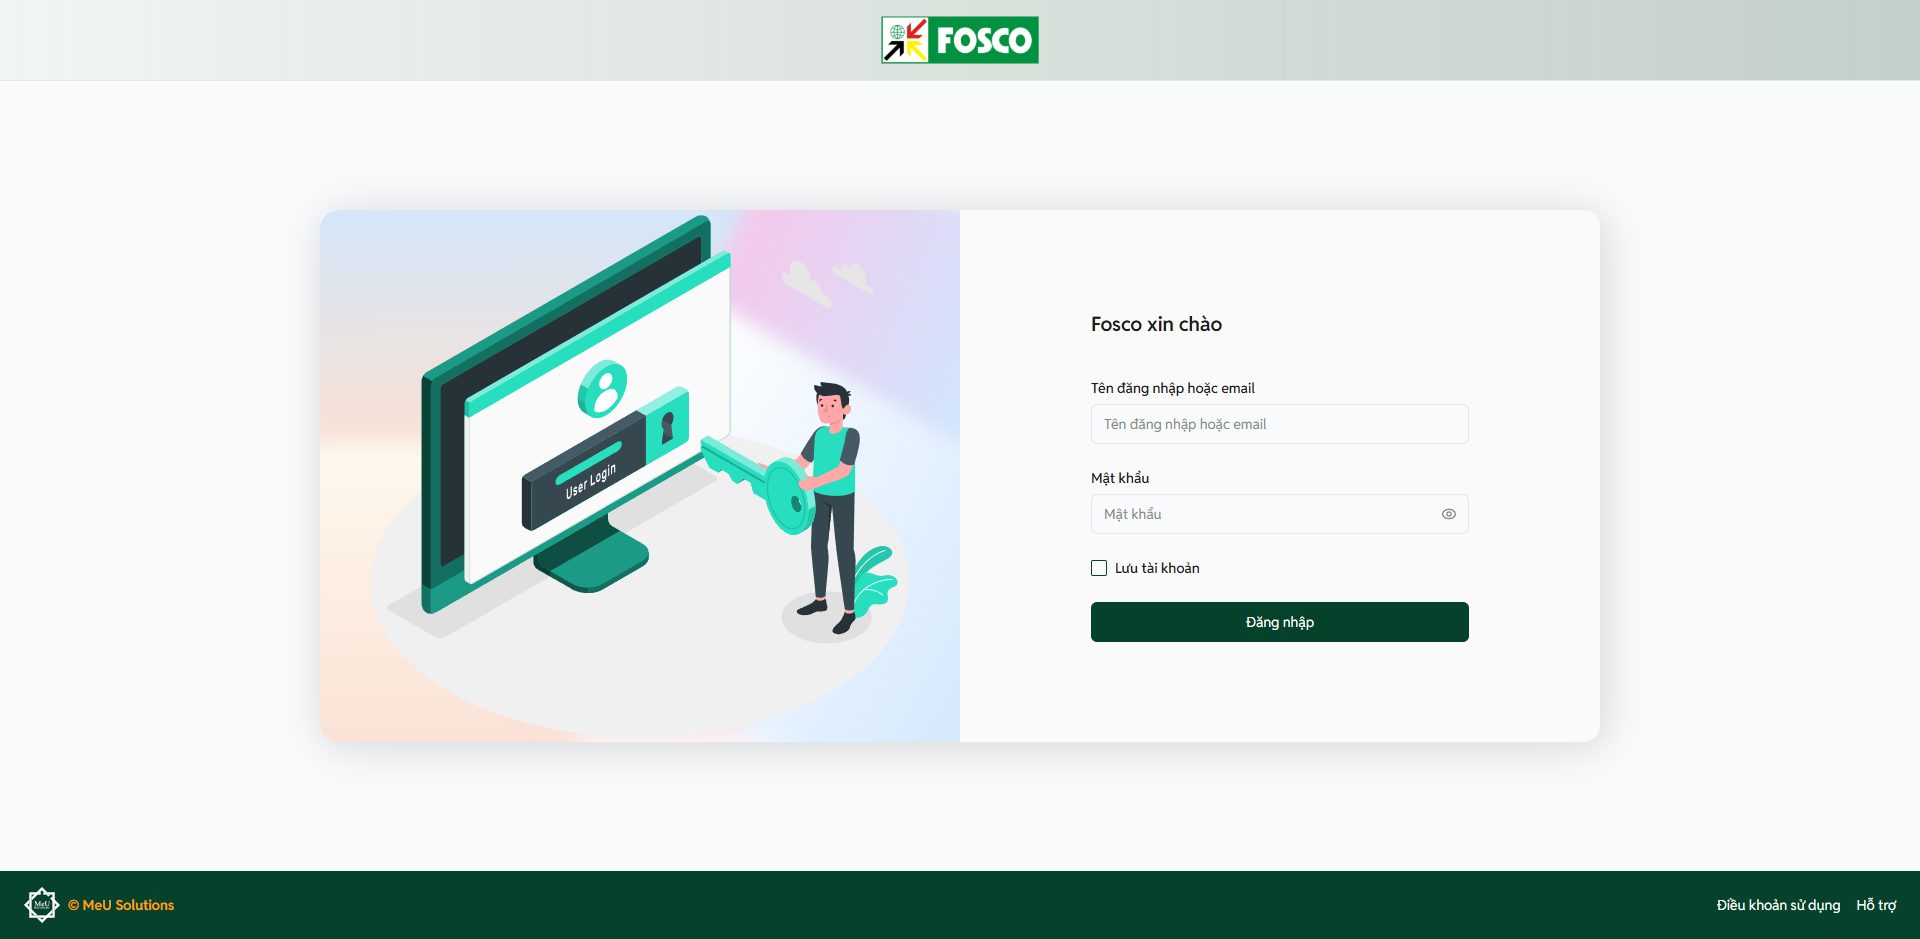 FOSCO
User Login
Fosco xin chào
Tên đăng nhập hoặc email
Tên đăng nhập hoặc email
Mật khẩu
Mật khẩu
Lưu tài khoản
Đăng nhập
MeU
© MeU Solutions
Điều khoản sử dụng
Hỗ trợ